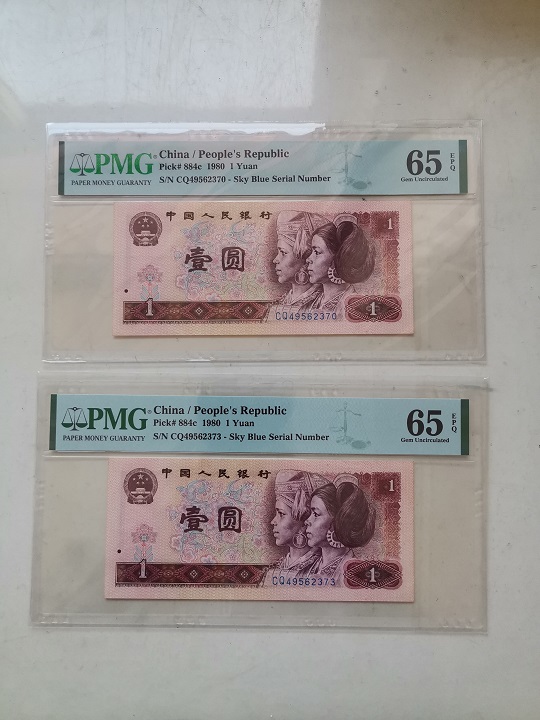 PMG
PAPER MONEY GUARANTY
China / People's Republic
Pick# 884c 1980 1 Yuan
S/N CQ49562370 - Sky Blue Serial Number
65 EPQ
Gem Uncirculated
中国人民银行
壹圆
1
1
1
CQ49562370
PMG
PAPER MONEY GUARANTY
China / People's Republic
Pick# 884c 1980 1 Yuan
S/N CQ49562373 - Sky Blue Serial Number
65 EPQ
Gem Uncirculated
中国人民银行
壹圆
1
1
1
CQ49562373